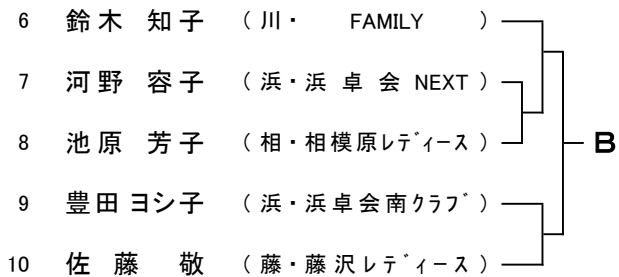 6 鈴木 知子 (川・ FAMILY )
7 河野 容子 (浜・浜 卓 会 NEXT )
8 池原 芳子 (相・相模原ﾚﾃﾞｨｰｽ )
B
9 豊田 ヨシ子 (浜・浜卓会南ｸﾗﾌﾞ )
10 佐藤 敬 (藤・藤沢ﾚﾃﾞｨｰｽ )